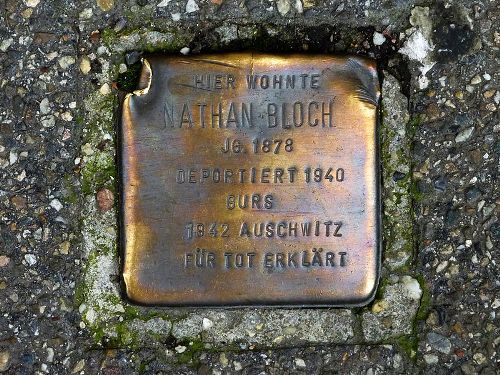 HIER WOHNTE
NATHAN BLOCH
JG. 1878
DEPORTIERT 1940
GURS
1942 AUSCHWITZ
FÜR TOT ERKLÄRT